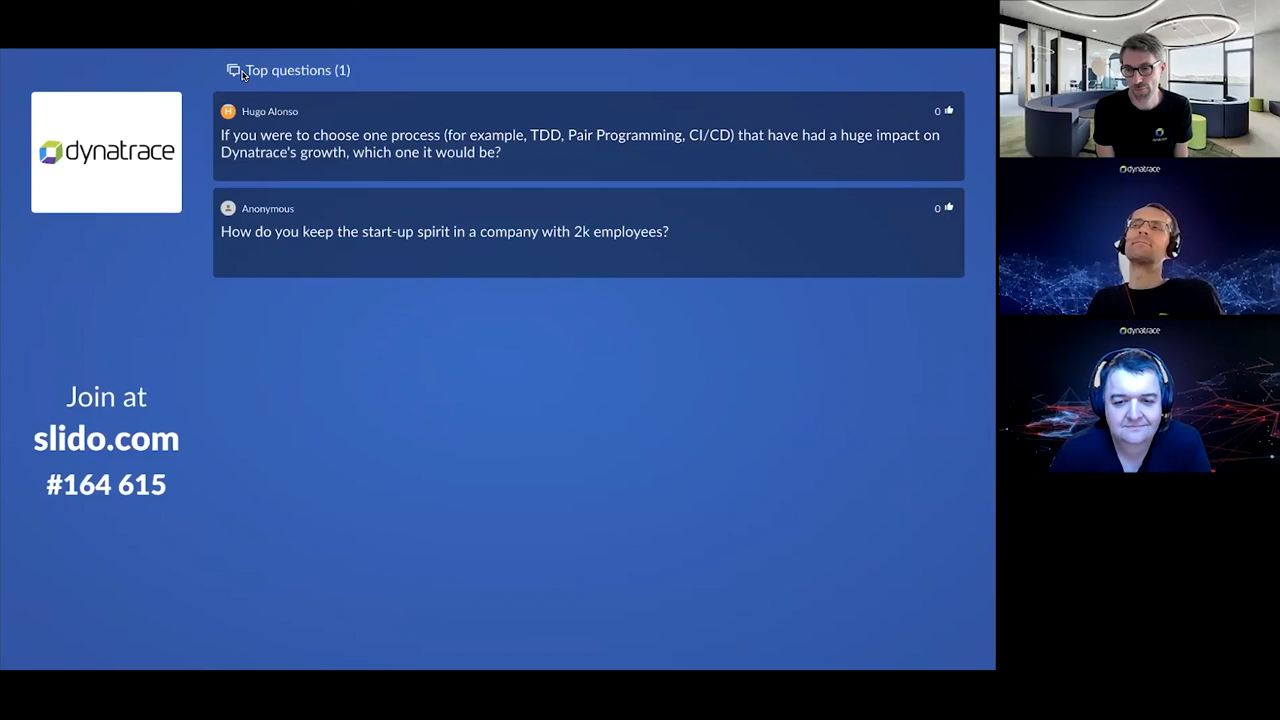 Top questions (1)
dynatrace
Hugo Alonso
0
If you were to choose one process (for example, TDD, Pair Programming, CI/CD) that have had a huge impact on
Dynatrace's growth, which one it would be?
Anonymous
0
How do you keep the start-up spirit in a company with 2k employees?
Join at
slido.com
#164 615
dynatrace
dynatrace